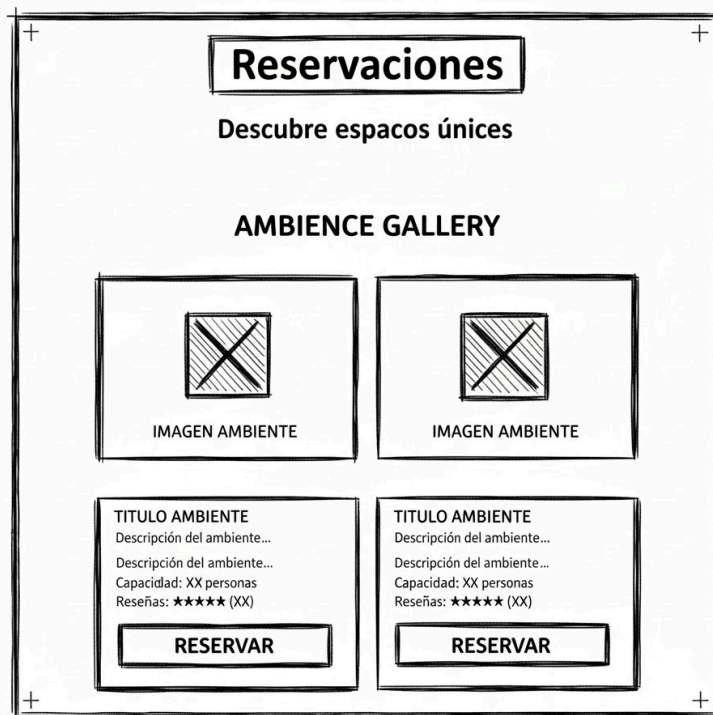 Reservaciones
Descubre espacos únices
AMBIENCE GALLERY
IMAGEN AMBIENTE
IMAGEN AMBIENTE
TITULO AMBIENTE
Descripción del ambiente...
Descripción del ambiente...
Capacidad: XX personas
Reseñas: ★★★★★ (XX)
RESERVAR
TITULO AMBIENTE
Descripción del ambiente...
Descripción del ambiente...
Capacidad: XX personas
Reseñas: ★★★★★ (XX)
RESERVAR